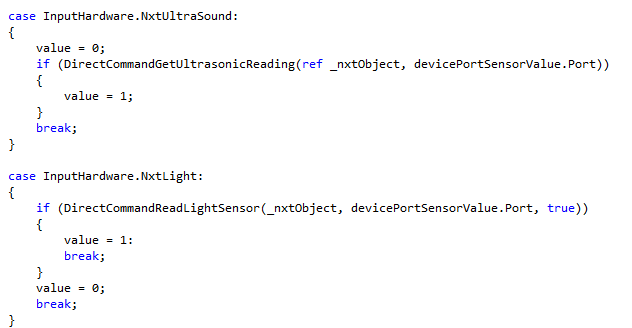 case InputHardware.NxtUltraSound:
{
    value = 0;
    if (DirectCommandGetUltrasonicReading(ref _nxtObject, devicePortSensorValue.Port))
    {
        value = 1;
    }
    break;
}

case InputHardware.NxtLight:
{
    if (DirectCommandReadLightSensor(_nxtObject, devicePortSensorValue.Port, true))
    {
        value = 1:
        break;
    }
    value = 0;
    break;
}